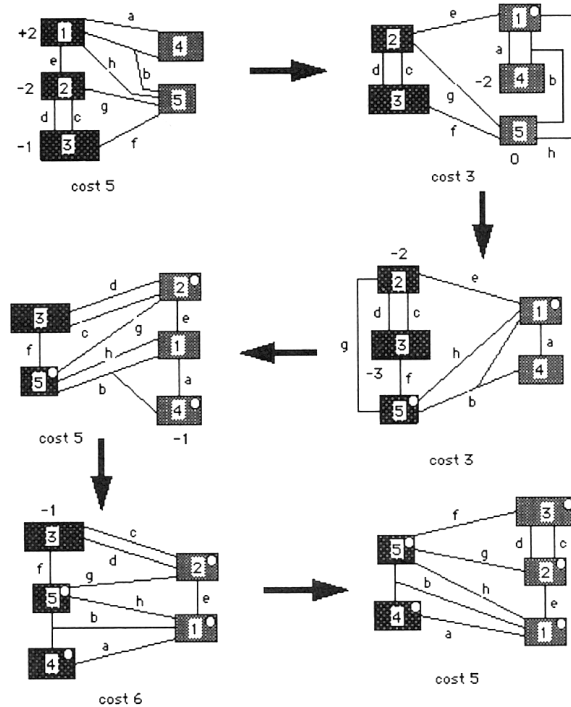 +2 1 a 4
e h b
-2 2 g 5
d c
-1 3 f
cost 5
e 1
2 a
d c -2 4 b
3 g
f 5
0 h
cost 3
-2
2 e
d c 1
g 3 h a
-3 f 4
5 b
cost 3
d 2
3 c g e
f h 1
5 a
b 4
cost 5 -1
-1
3 c
d 2
f g
5 h e
b 1
4 a
cost 6
f 3
5 d c
g 2
b h e
4 a 1
cost 5